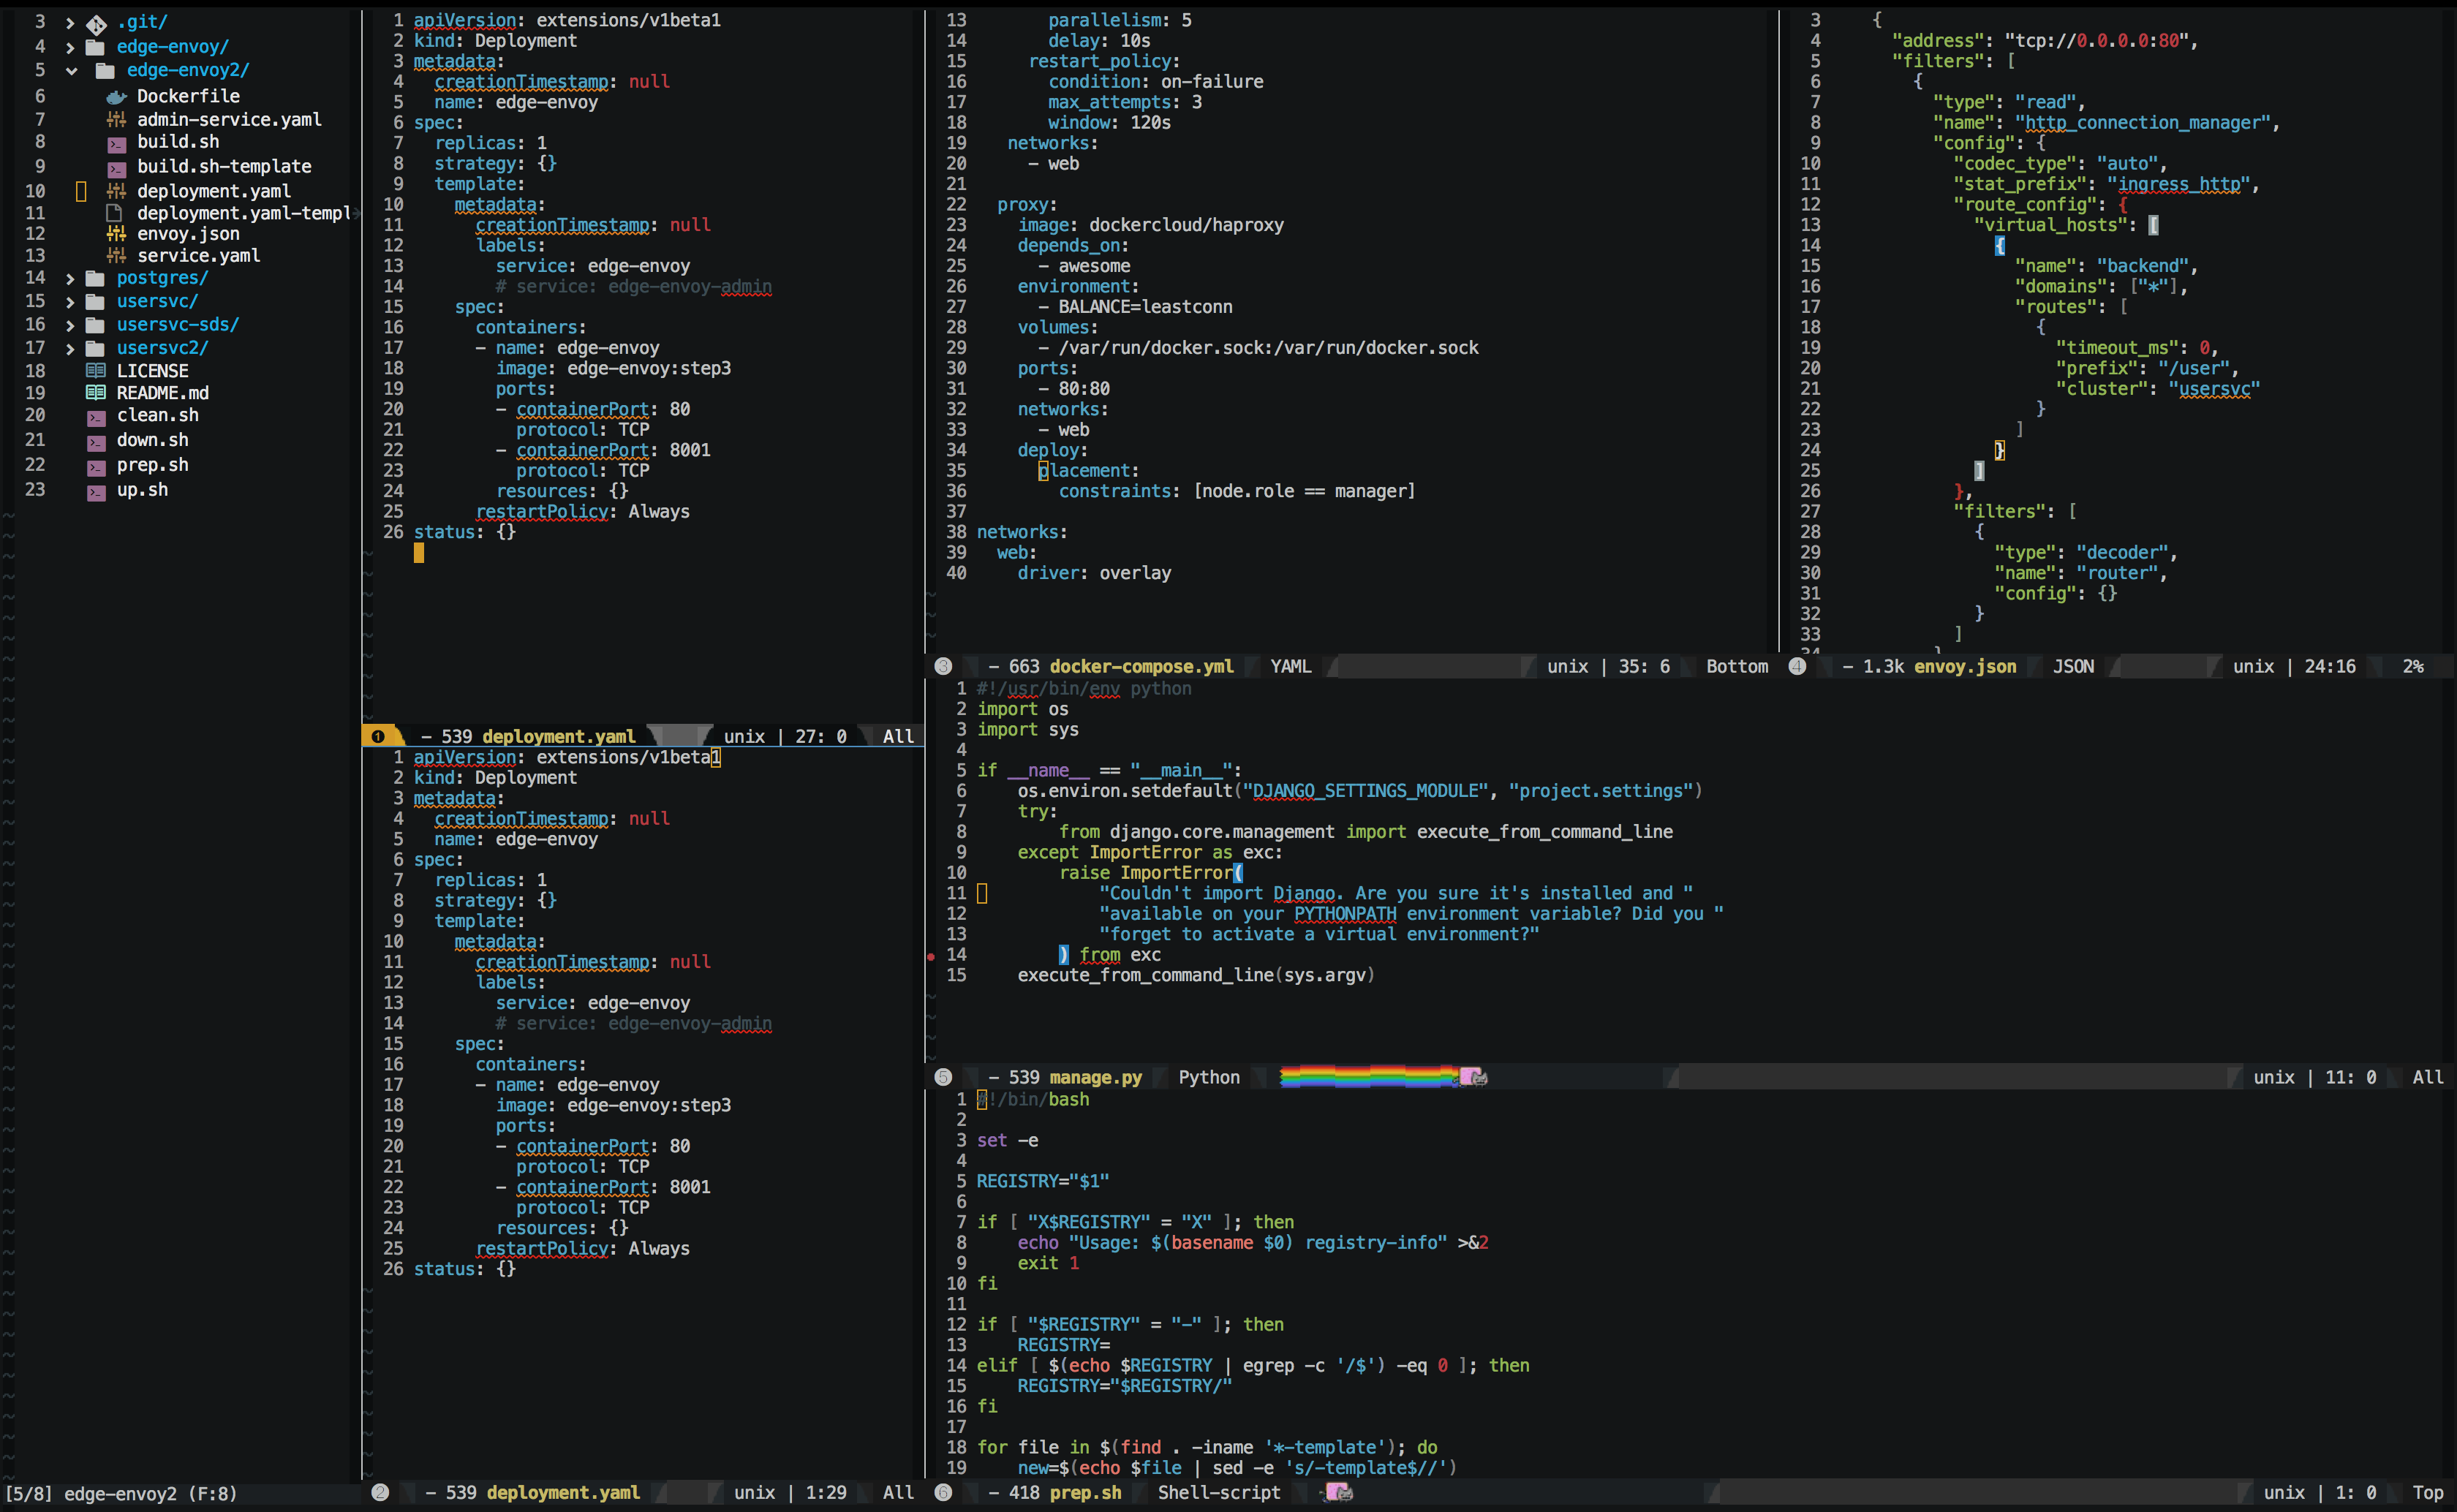 3 .git/
4 edge-envoy/
5 edge-envoy2/
6 Dockerfile
7 admin-service.yaml
8 build.sh
9 build.sh-template
10 deployment.yaml
11 deployment.yaml-templ
12 envoy.json
13 service.yaml
14 postgres/
15 usersvc/
16 usersvc-sds/
17 usersvc2/
18 LICENSE
19 README.md
20 clean.sh
21 down.sh
22 prep.sh
23 up.sh
[5/8] edge-envoy2 (F:8)
1 apiVersion: extensions/v1beta1
2 kind: Deployment
3 metadata:
4   creationTimestamp: null
5   name: edge-envoy
6 spec:
7   replicas: 1
8   strategy: {}
9   template:
10     metadata:
11       creationTimestamp: null
12       labels:
13         service: edge-envoy
14         # service: edge-envoy-admin
15     spec:
16       containers:
17       - name: edge-envoy
18         image: edge-envoy:step3
19         ports:
20         - containerPort: 80
21           protocol: TCP
22         - containerPort: 8001
23           protocol: TCP
24         resources: {}
25       restartPolicy: Always
26 status: {}
1 - 539 deployment.yaml unix | 27: 0 All
1 apiVersion: extensions/v1beta1
2 kind: Deployment
3 metadata:
4   creationTimestamp: null
5   name: edge-envoy
6 spec:
7   replicas: 1
8   strategy: {}
9   template:
10     metadata:
11       creationTimestamp: null
12       labels:
13         service: edge-envoy
14         # service: edge-envoy-admin
15     spec:
16       containers:
17       - name: edge-envoy
18         image: edge-envoy:step3
19         ports:
20         - containerPort: 80
21           protocol: TCP
22         - containerPort: 8001
23           protocol: TCP
24         resources: {}
25       restartPolicy: Always
26 status: {}
2 - 539 deployment.yaml unix | 1:29 All
13 parallelism: 5
14 delay: 10s
15 restart_policy:
16 condition: on-failure
17 max_attempts: 3
18 window: 120s
19 networks:
20 - web
21
22 proxy:
23 image: dockercloud/haproxy
24 depends_on:
25 - awesome
26 environment:
27 - BALANCE=leastconn
28 volumes:
29 - /var/run/docker.sock:/var/run/docker.sock
30 ports:
31 - 80:80
32 networks:
33 - web
34 deploy:
35 placement:
36 constraints: [node.role == manager]
37
38 networks:
39 web:
40 driver: overlay
3 - 663 docker-compose.yml YAML unix | 35: 6 Bottom
3 {
4 "address": "tcp://0.0.0.0:80",
5 "filters": [
6 {
7 "type": "read",
8 "name": "http_connection_manager",
9 "config": {
10 "codec_type": "auto",
11 "stat_prefix": "ingress_http",
12 "route_config": {
13 "virtual_hosts": [
14 {
15 "name": "backend",
16 "domains": ["*"],
17 "routes": [
18 {
19 "timeout_ms": 0,
20 "prefix": "/user",
21 "cluster": "usersvc"
22 }
23 ]
24 }
25 ]
26 },
27 "filters": [
28 {
29 "type": "decoder",
30 "name": "router",
31 "config": {}
32 }
33 ]
34 }
4 - 1.3k envoy.json JSON unix | 24:16 2%
1 #!/usr/bin/env python
2 import os
3 import sys
4
5 if __name__ == "__main__":
6 os.environ.setdefault("DJANGO_SETTINGS_MODULE", "project.settings")
7 try:
8 from django.core.management import execute_from_command_line
9 except ImportError as exc:
10 raise ImportError(
11 "Couldn't import Django. Are you sure it's installed and "
12 "available on your PYTHONPATH environment variable? Did you "
13 "forget to activate a virtual environment?"
14 ) from exc
15 execute_from_command_line(sys.argv)
5 - 539 manage.py Python unix | 11: 0 All
1 #!/bin/bash
2
3 set -e
4
5 REGISTRY="$1"
6
7 if [ "X$REGISTRY" = "X" ]; then
8 echo "Usage: $(basename $0) registry-info" >&2
9 exit 1
10 fi
11
12 if [ "$REGISTRY" = "-" ]; then
13 REGISTRY=
14 elif [ $(echo $REGISTRY | egrep -c '/$') -eq 0 ]; then
15 REGISTRY="$REGISTRY/"
16 fi
17
18 for file in $(find . -iname '*-template'); do
19 new=$(echo $file | sed -e 's/-template$//')
6 - 418 prep.sh Shell-script unix | 1: 0 Top